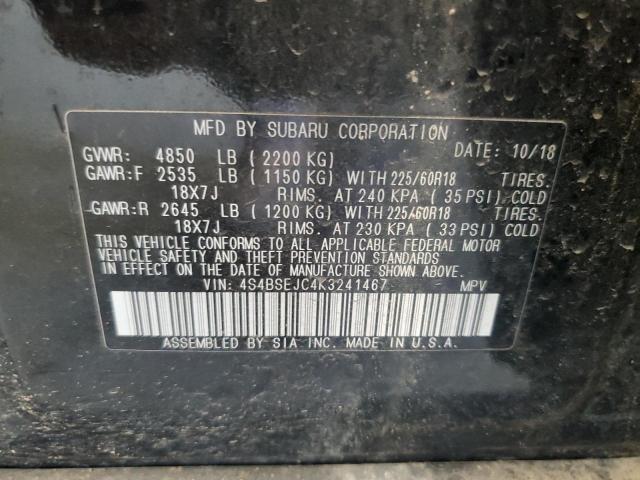 MFD BY SUBARU CORPORATION
GVWR: 4850 LB ( 2200 KG) DATE: 10/18
GAWR:F 2535 LB ( 1150 KG) WITH 225/60R18 TIRES.
18X7J RIMS. AT 240 KPA ( 35 PSI) COLD
GAWR:R 2645 LB ( 1200 KG) WITH 225/60R18 TIRES.
18X7J RIMS. AT 230 KPA ( 33 PSI) COLD
THIS VEHICLE CONFORMS TO ALL APPLICABLE FEDERAL MOTOR
VEHICLE SAFETY AND THEFT PREVENTION STANDARDS
IN EFFECT ON THE DATE OF MANUFACTURE SHOWN ABOVE.
VIN: 4S4BSEJC4K3241467 MPV
ASSEMBLED BY SIA INC. MADE IN U.S.A.